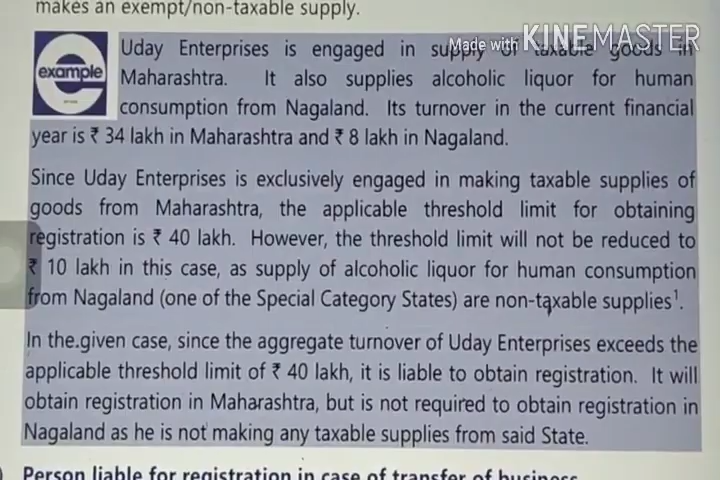 makes an exempt/non-taxable supply.
Made with KINEMASTER
example
Uday Enterprises is engaged in supply of taxable goods in
Maharashtra. It also supplies alcoholic liquor for human
consumption from Nagaland. Its turnover in the current financial
year is ₹ 34 lakh in Maharashtra and ₹ 8 lakh in Nagaland.
Since Uday Enterprises is exclusively engaged in making taxable supplies of
goods from Maharashtra, the applicable threshold limit for obtaining
registration is ₹ 40 lakh. However, the threshold limit will not be reduced to
₹ 10 lakh in this case, as supply of alcoholic liquor for human consumption
from Nagaland (one of the Special Category States) are non-taxable supplies¹.
In the given case, since the aggregate turnover of Uday Enterprises exceeds the
applicable threshold limit of ₹ 40 lakh, it is liable to obtain registration. It will
obtain registration in Maharashtra, but is not required to obtain registration in
Nagaland as he is not making any taxable supplies from said State.
Person liable for registration in case of transfer of business